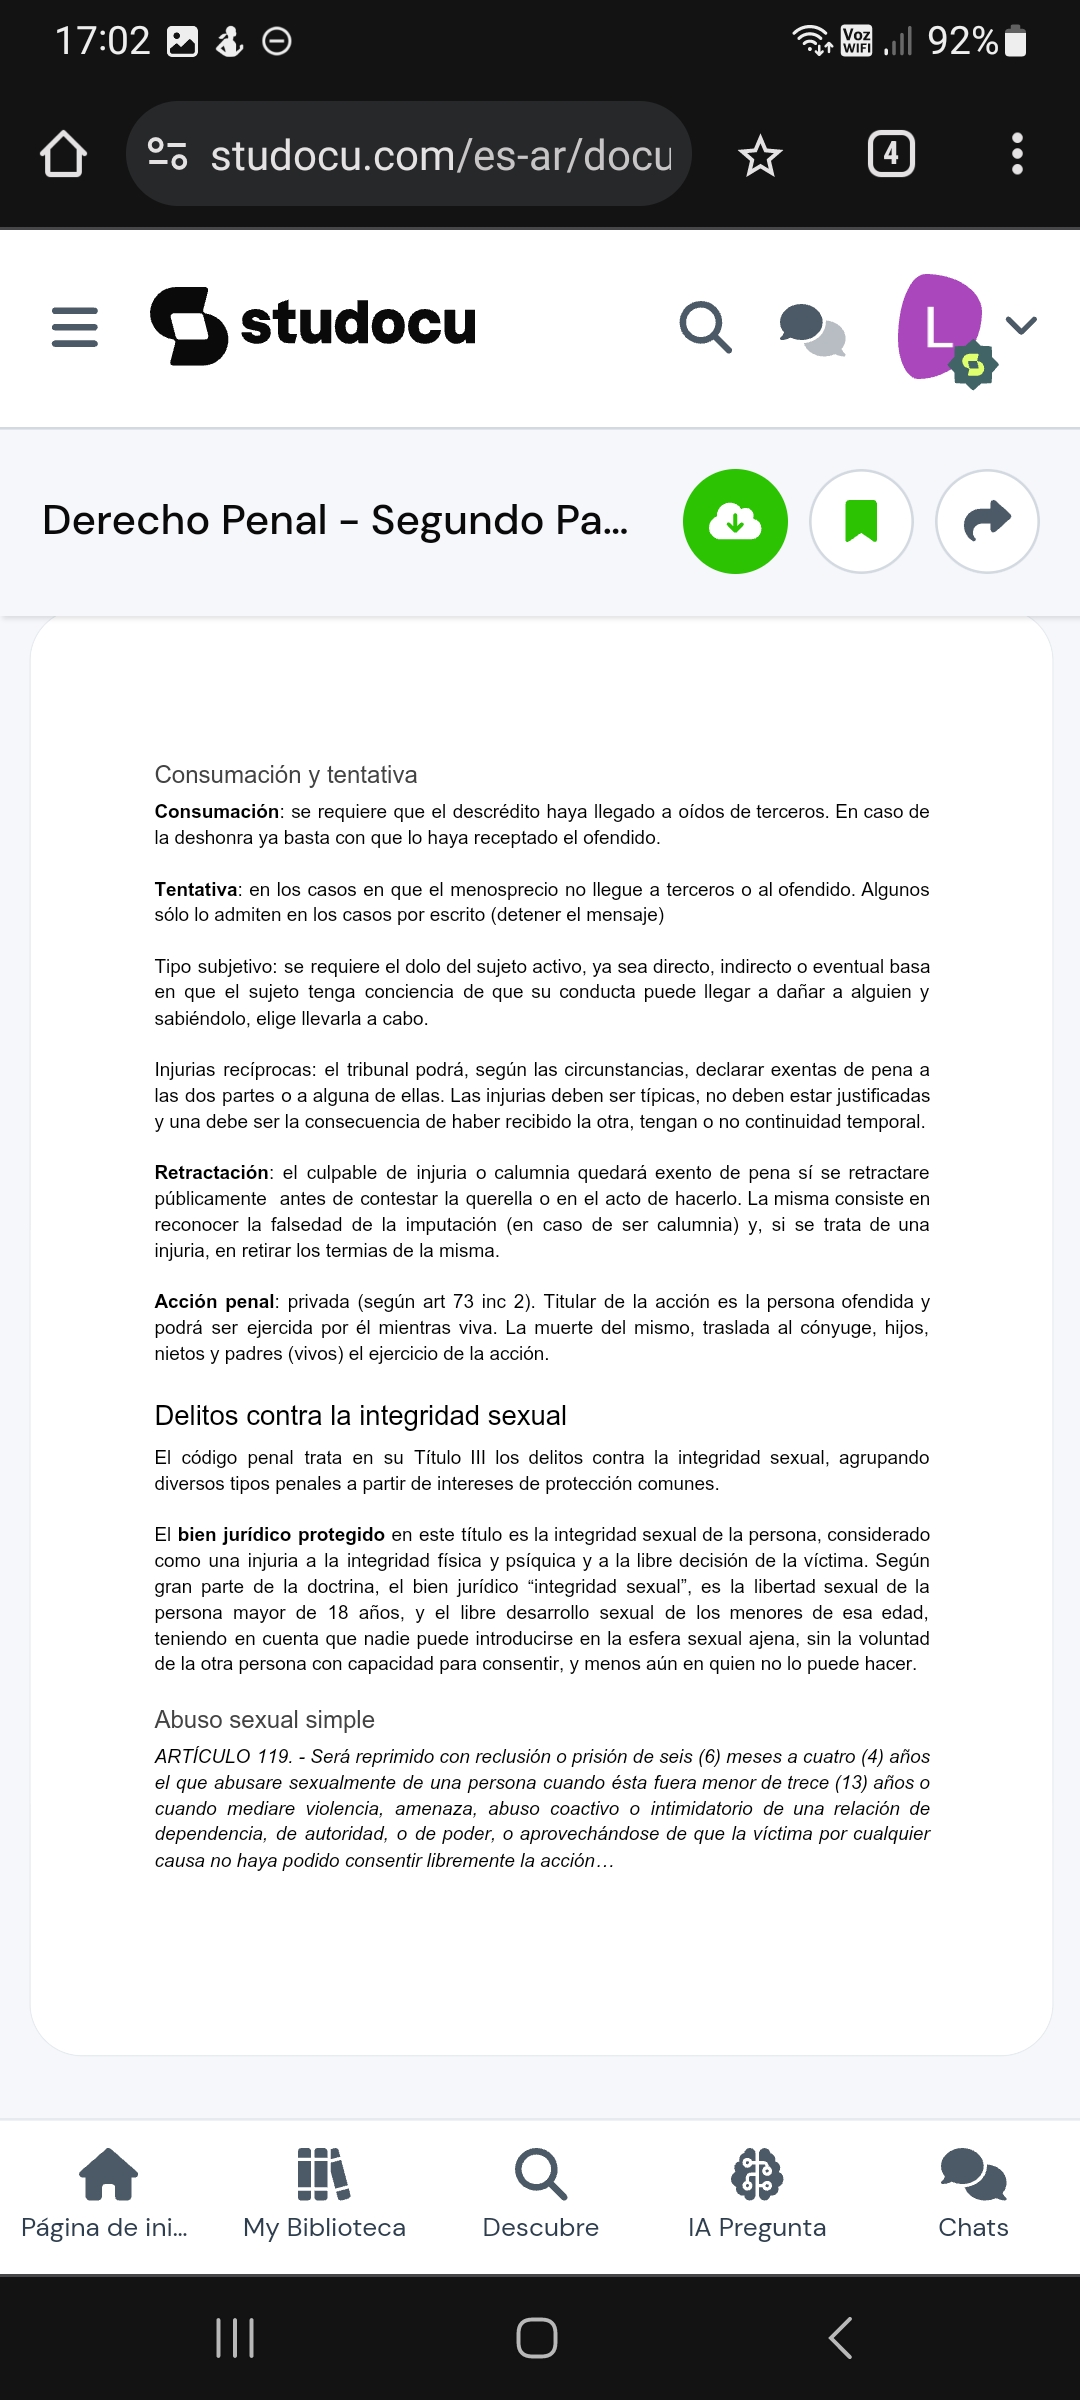 17:02
Voz WIFI
92%
studocu.com/es-ar/docu
4
studocu
L
Derecho Penal - Segundo Pa...
Consumación y tentativa
Consumación: se requiere que el descrédito haya llegado a oídos de terceros. En caso de
la deshonra ya basta con que lo haya receptado el ofendido.
Tentativa: en los casos en que el menosprecio no llegue a terceros o al ofendido. Algunos
sólo lo admiten en los casos por escrito (detener el mensaje)
Tipo subjetivo: se requiere el dolo del sujeto activo, ya sea directo, indirecto o eventual basa
en que el sujeto tenga conciencia de que su conducta puede llegar a dañar a alguien y
sabiéndolo, elige llevarla a cabo.
Injurias recíprocas: el tribunal podrá, según las circunstancias, declarar exentas de pena a
las dos partes o a alguna de ellas. Las injurias deben ser típicas, no deben estar justificadas
y una debe ser la consecuencia de haber recibido la otra, tengan o no continuidad temporal.
Retractación: el culpable de injuria o calumnia quedará exento de pena sí se retractare
públicamente antes de contestar la querella o en el acto de hacerlo. La misma consiste en
reconocer la falsedad de la imputación (en caso de ser calumnia) y, si se trata de una
injuria, en retirar los termias de la misma.
Acción penal: privada (según art 73 inc 2). Titular de la acción es la persona ofendida y
podrá ser ejercida por él mientras viva. La muerte del mismo, traslada al cónyuge, hijos,
nietos y padres (vivos) el ejercicio de la acción.
Delitos contra la integridad sexual
El código penal trata en su Título III los delitos contra la integridad sexual, agrupando
diversos tipos penales a partir de intereses de protección comunes.
El bien jurídico protegido en este título es la integridad sexual de la persona, considerado
como una injuria a la integridad física y psíquica y a la libre decisión de la víctima. Según
gran parte de la doctrina, el bien jurídico “integridad sexual”, es la libertad sexual de la
persona mayor de 18 años, y el libre desarrollo sexual de los menores de esa edad,
teniendo en cuenta que nadie puede introducirse en la esfera sexual ajena, sin la voluntad
de la otra persona con capacidad para consentir, y menos aún en quien no lo puede hacer.
Abuso sexual simple
ARTÍCULO 119. - Será reprimido con reclusión o prisión de seis (6) meses a cuatro (4) años
el que abusare sexualmente de una persona cuando ésta fuera menor de trece (13) años o
cuando mediare violencia, amenaza, abuso coactivo o intimidatorio de una relación de
dependencia, de autoridad, o de poder, o aprovechándose de que la víctima por cualquier
causa no haya podido consentir libremente la acción…
Página de ini...
My Biblioteca
Descubre
IA Pregunta
Chats